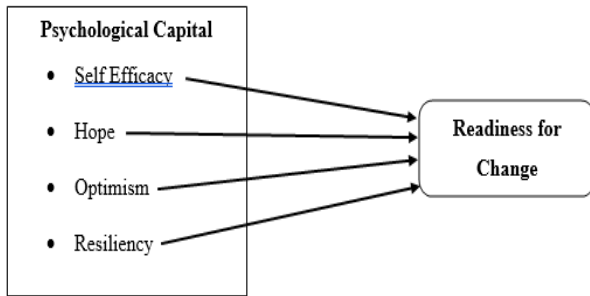 Psychological Capital
• Self Efficacy
• Hope
• Optimism
• Resiliency
Readiness for
Change